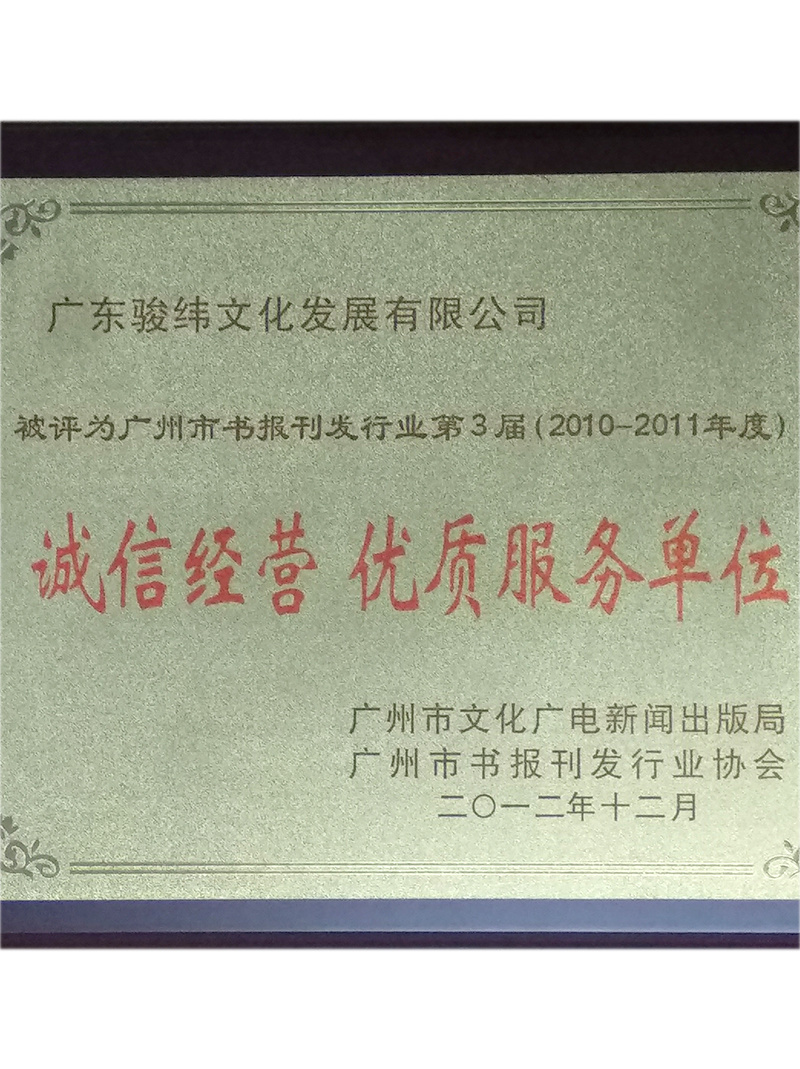 广东骏纬文化发展有限公司
被评为广州市书报刊发行业第3届(2010-2011年度)
诚信经营 优质服务单位
广州市文化广电新闻出版局
广州市书报刊发行业协会
二〇一二年十二月